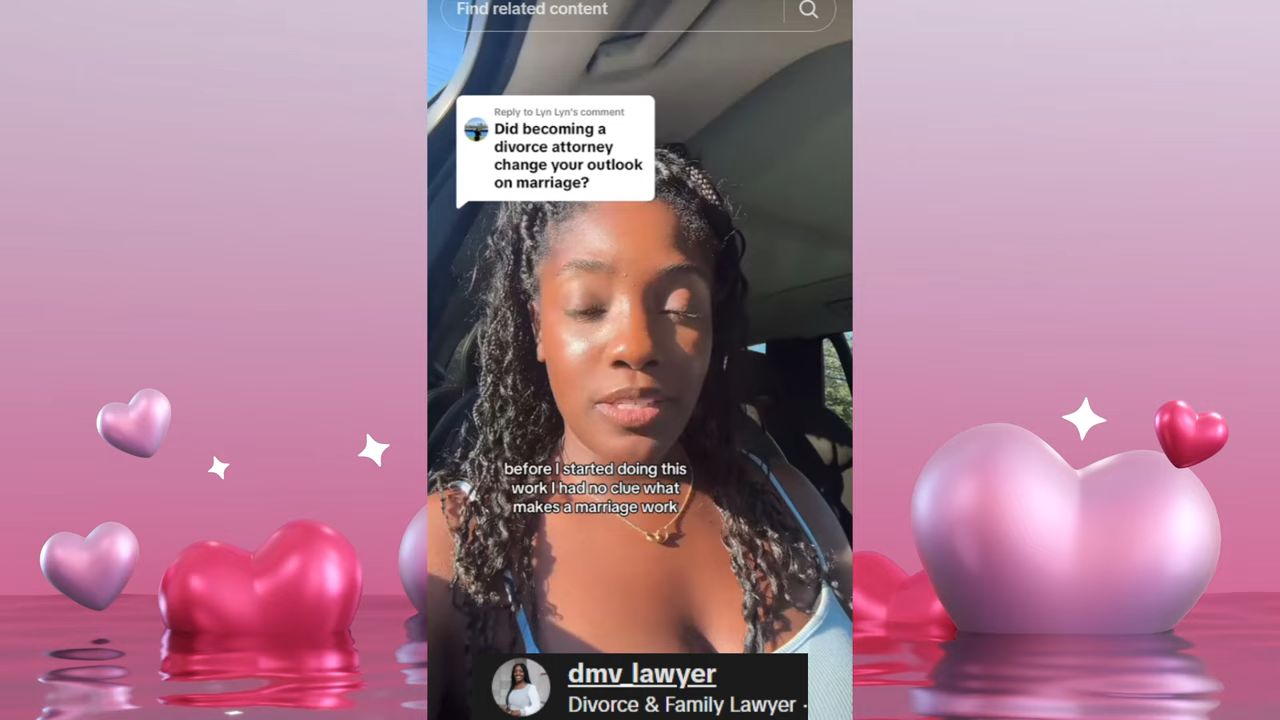 Find related content
Reply to Lyn Lyn's comment
Did becoming a
divorce attorney
change your outlook
on marriage?
before I started doing this
work I had no clue what
makes a marriage work
dmv_lawyer
Divorce & Family Lawyer ·